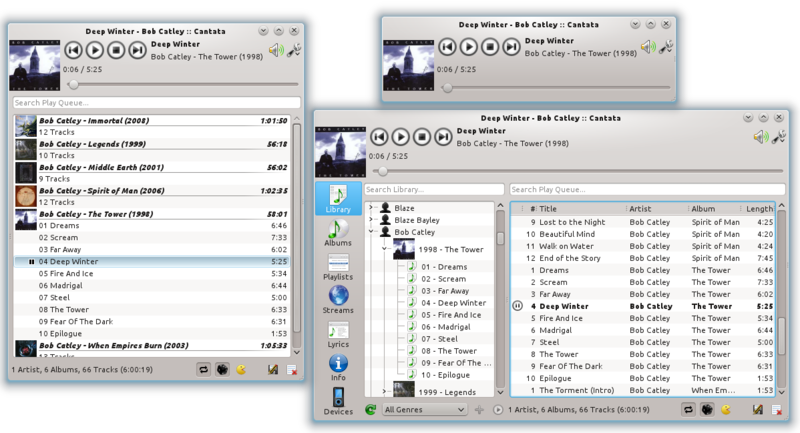 Deep Winter - Bob Catley :: Cantata
Deep Winter
Bob Catley - The Tower (1998)
0:06 / 5:25
Search Play Queue...
Bob Catley - Immortal (2008) 1:01:50
12 Tracks
Bob Catley - Legends (1999) 56:18
10 Tracks
Bob Catley - Middle Earth (2001) 56:02
9 Tracks
Bob Catley - Spirit of Man (2006) 1:02:35
12 Tracks
Bob Catley - The Tower (1998) 58:01
01 Dreams 6:46
02 Scream 7:33
03 Far Away 6:02
04 Deep Winter 5:25
05 Fire And Ice 5:34
06 Madrigal 6:44
07 Steel 5:00
08 The Tower 6:33
09 Fear Of The Dark 6:31
10 Epilogue 1:53
Bob Catley - When Empires Burn (2003) 1:05:33
13 Tracks
1 Artist, 6 Albums, 66 Tracks (6:00:19)
Deep Winter - Bob Catley :: Cantata
Deep Winter
Bob Catley - The Tower (1998)
0:06 / 5:25
Deep Winter - Bob Catley :: Cantata
Deep Winter
Bob Catley - The Tower (1998)
0:06 / 5:25
Library
Albums
Playlists
Streams
Lyrics
Info
Devices
Search Library...
Blaze
Blaze Bayley
Bob Catley
1998 - The Tower
01 - Dreams
02 - Scream
03 - Far Away
04 - Deep Winter
05 - Fire And Ice
06 - Madrigal
07 - Steel
08 - The Tower
09 - Fear Of The ...
10 - Epilogue
1999 - Legends
All Genres
Search Play Queue...
# Title Artist Album Length
9 Lost to the Night Bob Catley Spirit of Man 4:25
10 Beautiful Mind Bob Catley Spirit of Man 4:20
11 Walk on Water Bob Catley Spirit of Man 4:24
12 End of the Story Bob Catley Spirit of Man 7:45
1 Dreams Bob Catley The Tower 6:46
2 Scream Bob Catley The Tower 7:33
3 Far Away Bob Catley The Tower 6:02
4 Deep Winter Bob Catley The Tower 5:25
5 Fire And Ice Bob Catley The Tower 5:34
6 Madrigal Bob Catley The Tower 6:44
7 Steel Bob Catley The Tower 5:00
8 The Tower Bob Catley The Tower 6:33
9 Fear Of The Dark Bob Catley The Tower 6:31
10 Epilogue Bob Catley The Tower 1:53
1 The Torment (Intro) Bob Catley When Em... 1:53
1 Artist, 6 Albums, 66 Tracks (6:00:19)